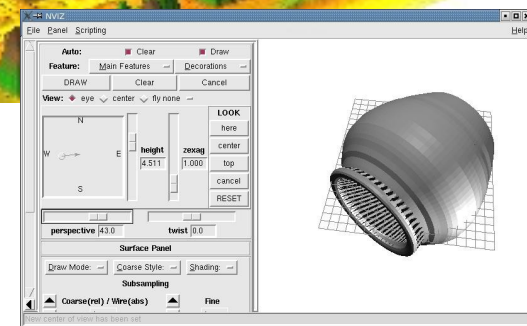 NVIZ
File Panel Scripting Help
Auto: Clear Draw
Feature: Main Features Decorations
DRAW Clear Cancel
View: eye center fly none
LOOK
N here
W E height zexag center
4.511 1.000 top
S cancel
RESET
perspective 43.0 twist 0.0
Surface Panel
Draw Mode: Coarse Style: Shading:
Subsampling
Coarse(rel) / Wire(abs) Fine
New center of view has been set